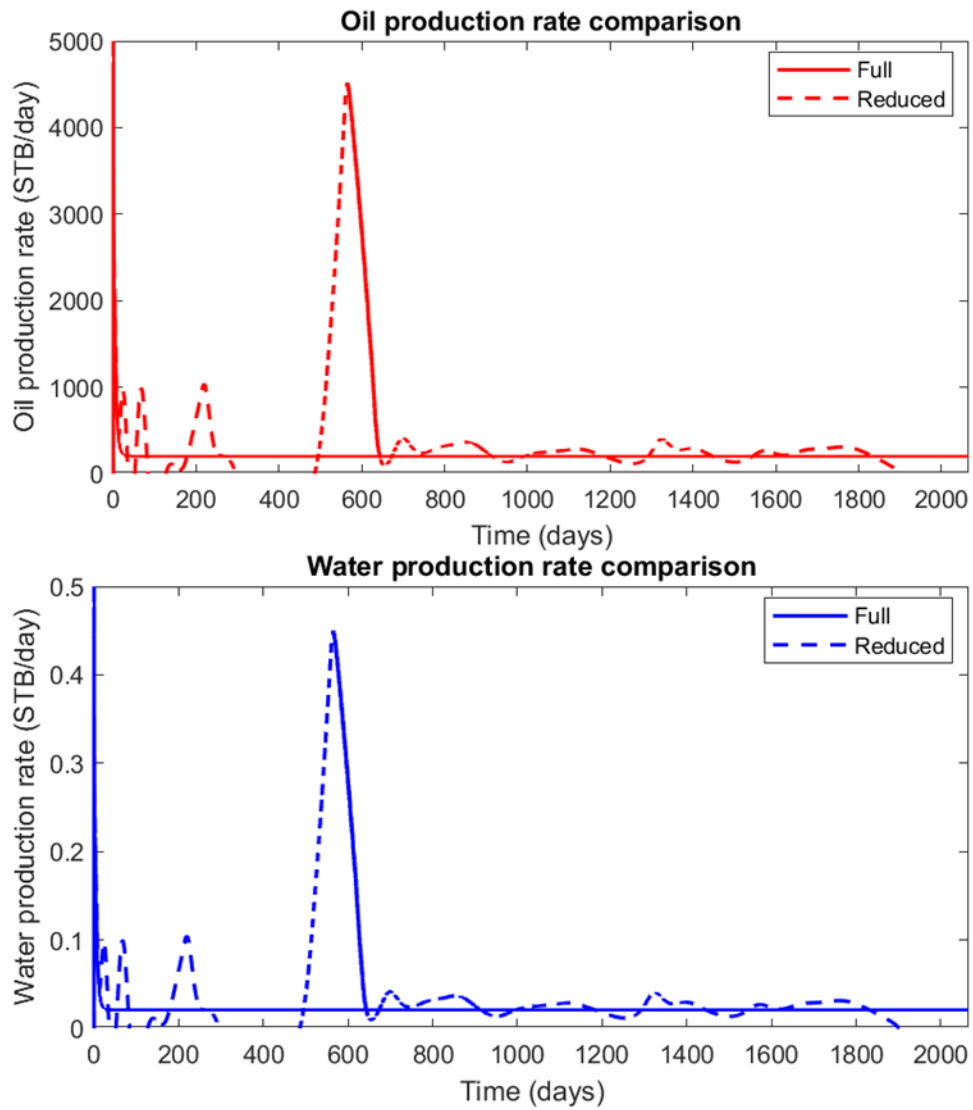 Oil production rate comparison
5000
4000
3000
2000
1000
0
Oil production rate (STB/day)
Full
Reduced
0 200 400 600 800 1000 1200 1400 1600 1800 2000
Time (days)
Water production rate comparison
0.5
0.4
0.3
0.2
0.1
0
Water production rate (STB/day)
Full
Reduced
0 200 400 600 800 1000 1200 1400 1600 1800 2000
Time (days)